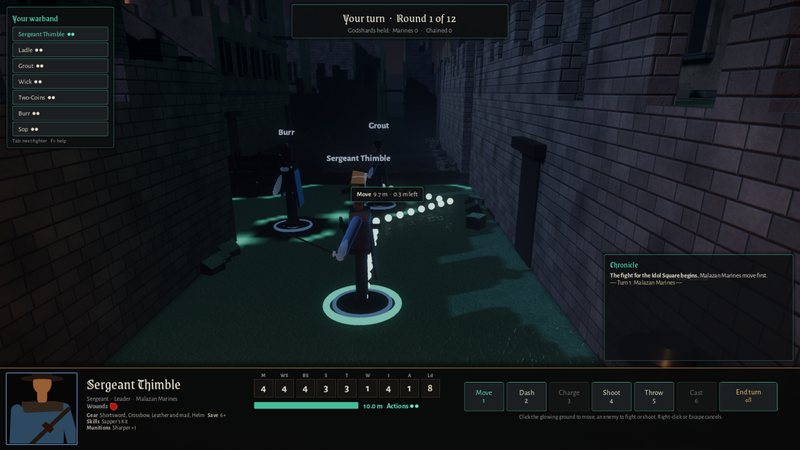 Your warband
Sergeant Thimble
Ladle
Grout
Wick
Two-Coins
Burr
Sop
Tab next fighter F1 help
Your turn · Round 1 of 12
Godshards held: Marines 0 · Chained 0
Burr
Grout
Sergeant Thimble
Move 9.7 m · 0.3 m left
Chronicle
The fight for the Idol Square begins. Malazan Marines move first.
— Turn 1: Malazan Marines —
Sergeant Thimble
Sergeant · Leader · Malazan Marines
Wounds
Gear Shortsword, Crossbow, Leather and mail, Helm Save 6+
Skills Sapper's Kit
Munitions Sharper ×1
M WS BS S T W I A Ld
4 4 4 3 3 1 4 1 8
10.0 m Actions
Move 1
Dash 2
Charge 3
Shoot 4
Throw 5
Cast 6
End turn ⏎
Click the glowing ground to move; an enemy to fight or shoot. Right-click or Escape cancels.